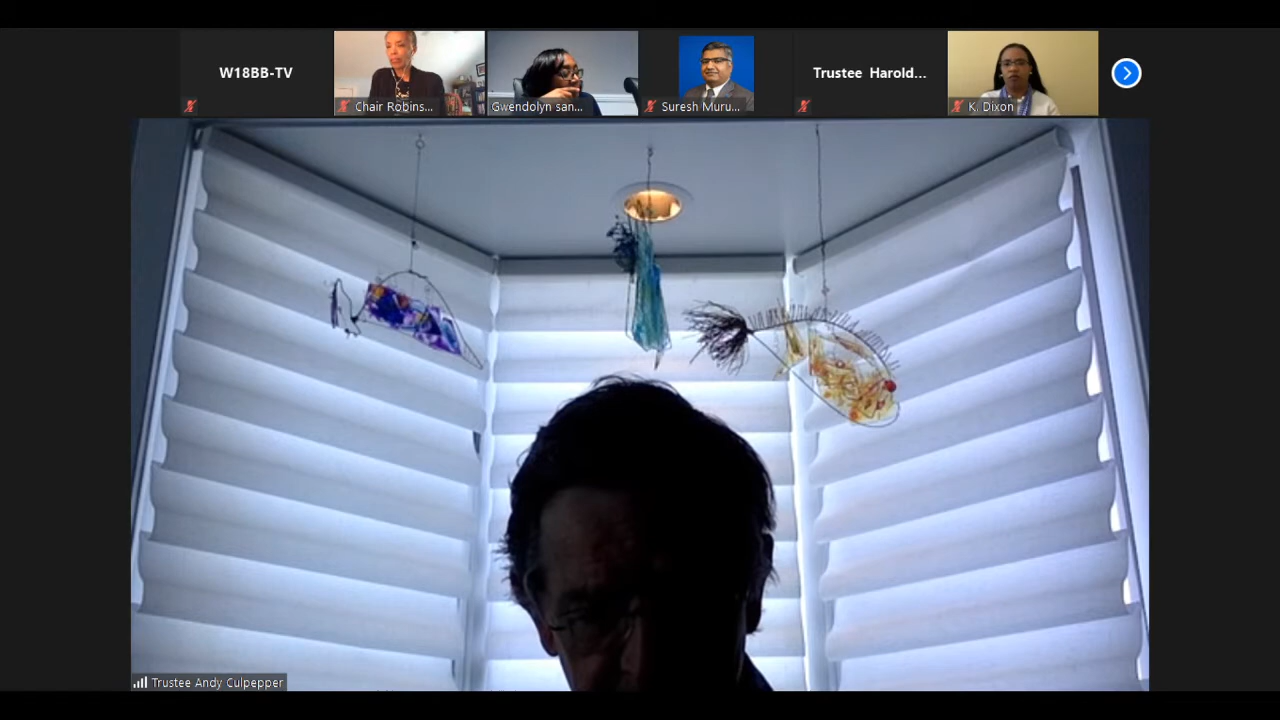 W18BB-TV
Chair Robins...
Gwendolyn san...
Suresh Muru...
Trustee Harold...
K. Dixon
Trustee Andy Culpepper